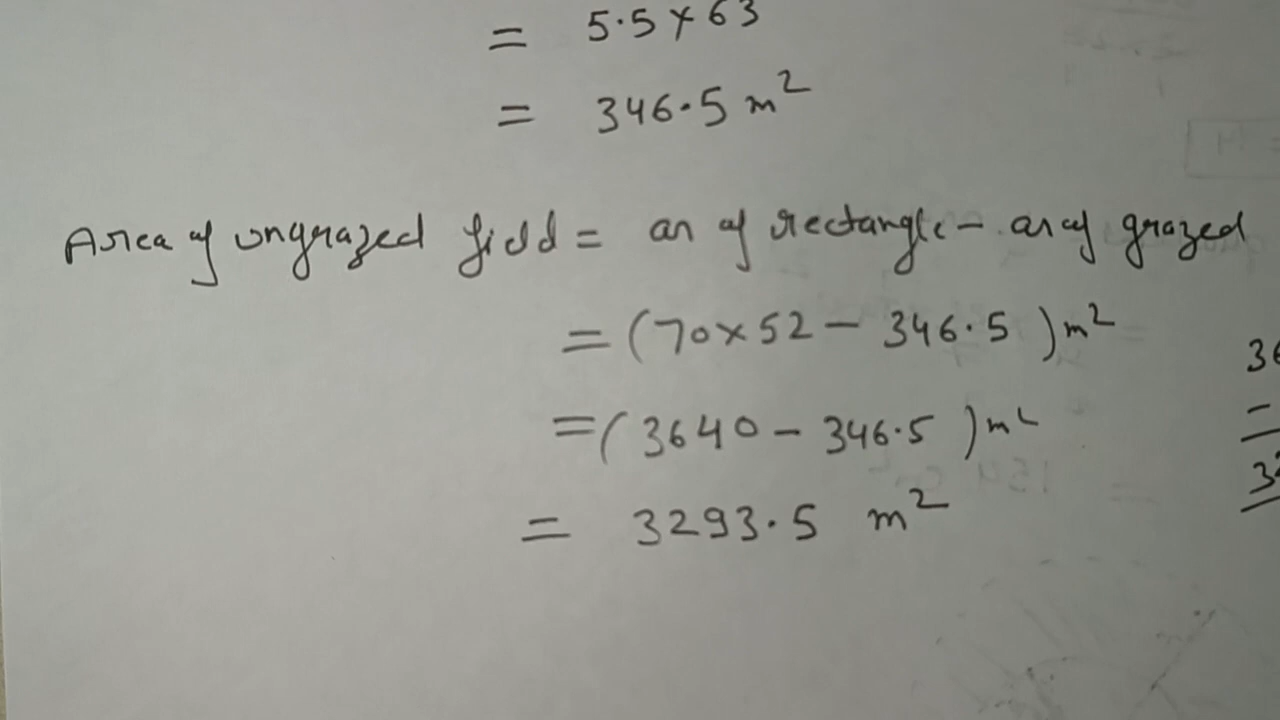 = 5.5 × 63
= 346.5 m²
Area of ungrazed field = ar of rectangle - ar of grazed
= (70 × 52 - 346.5) m²
= (3640 - 346.5) m²
= 3293.5 m²